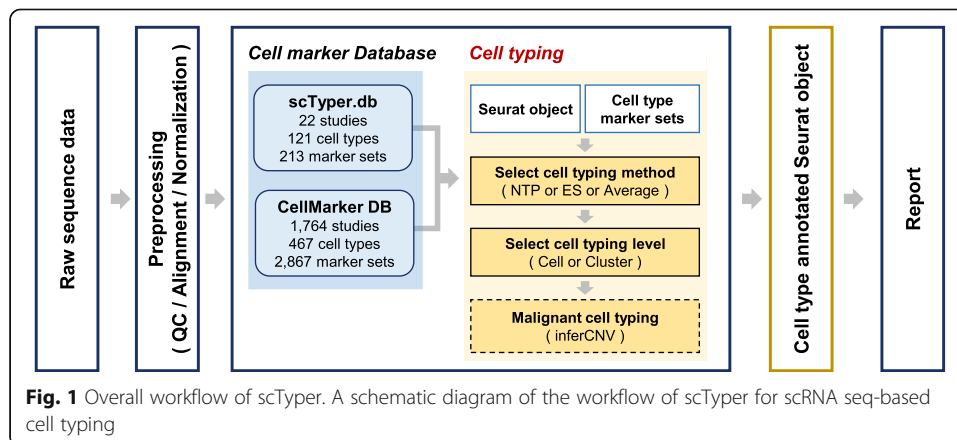 Raw sequence data
Preprocessing
( QC / Alignment / Normalization )
Cell marker Database
scTyper.db
22 studies
121 cell types
213 marker sets
CellMarker DB
1,764 studies
467 cell types
2,867 marker sets
Cell typing
Seurat object
Cell type
marker sets
Select cell typing method
( NTP or ES or Average )
Select cell typing level
( Cell or Cluster )
Malignant cell typing
( inferCNV )
Cell type annotated Seurat object
Report
Fig. 1 Overall workflow of scTyper. A schematic diagram of the workflow of scTyper for scRNA seq-based
cell typing